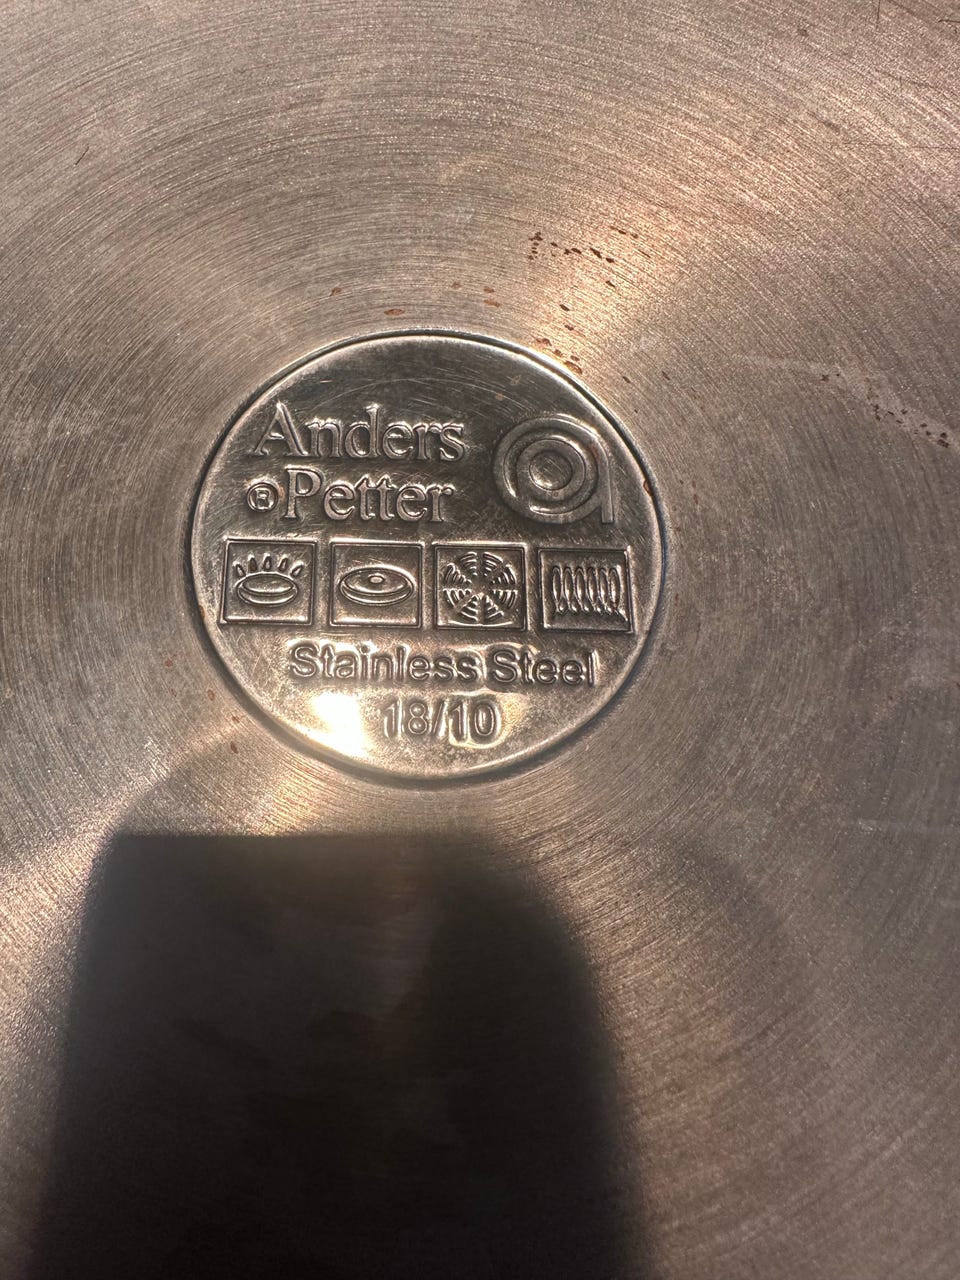 Anders
®Petter
Stainless Steel
18/10